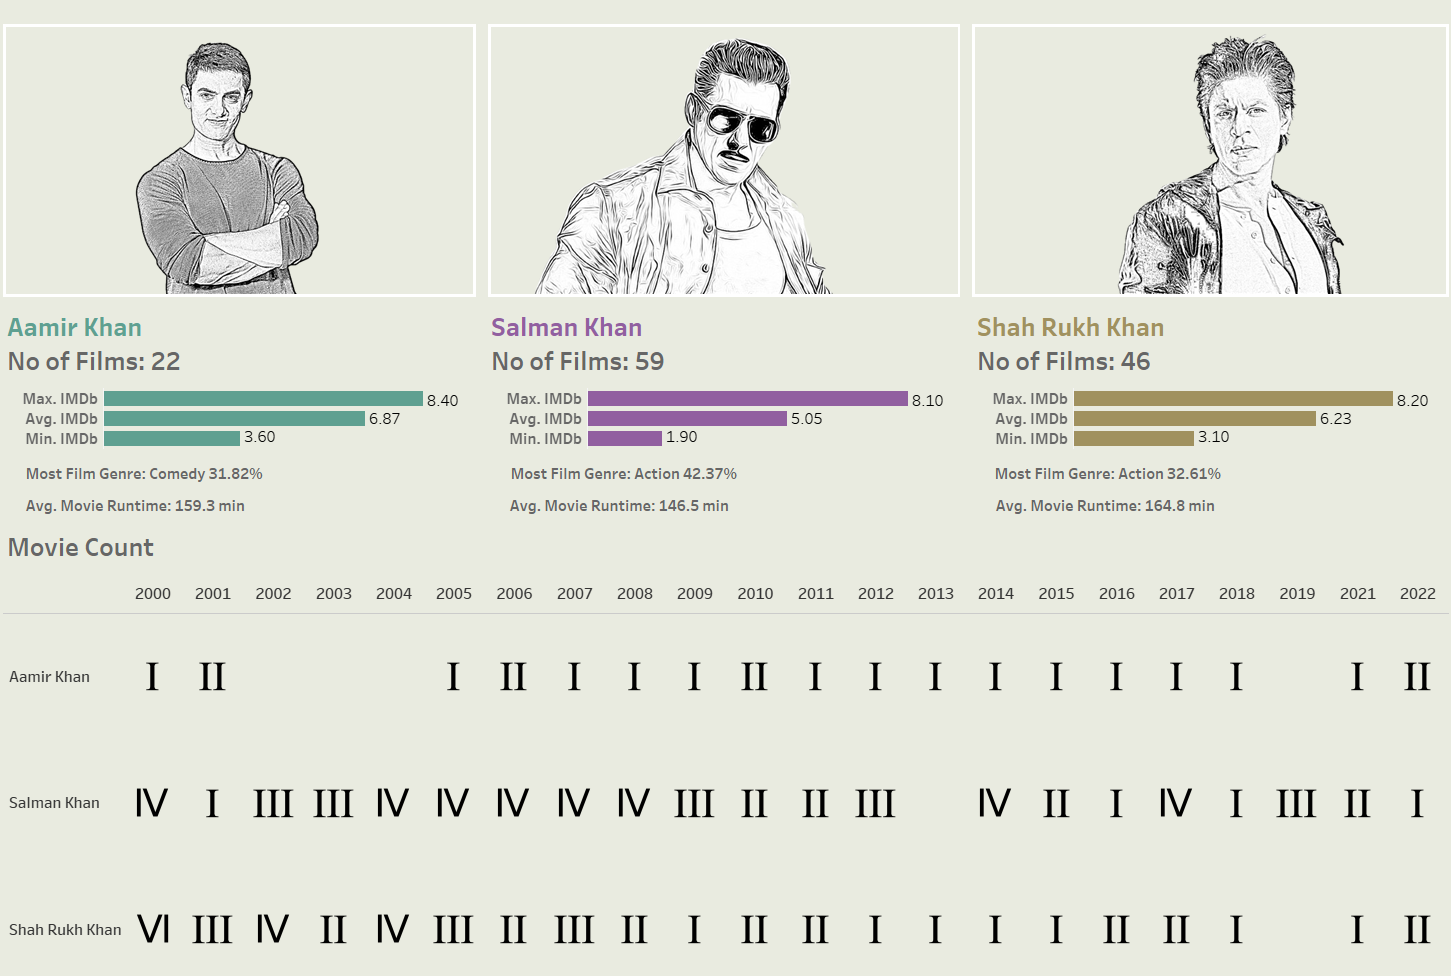 Aamir Khan
No of Films: 22
Max. IMDb 8.40
Avg. IMDb 6.87
Min. IMDb 3.60
Most Film Genre: Comedy 31.82%
Avg. Movie Runtime: 159.3 min
Salman Khan
No of Films: 59
Max. IMDb 8.10
Avg. IMDb 5.05
Min. IMDb 1.90
Most Film Genre: Action 42.37%
Avg. Movie Runtime: 146.5 min
Shah Rukh Khan
No of Films: 46
Max. IMDb 8.20
Avg. IMDb 6.23
Min. IMDb 3.10
Most Film Genre: Action 32.61%
Avg. Movie Runtime: 164.8 min
Movie Count
2000 2001 2002 2003 2004 2005 2006 2007 2008 2009 2010 2011 2012 2013 2014 2015 2016 2017 2018 2019 2021 2022
Aamir Khan I II I II I I I II I I I I I I I I I II
Salman Khan IV I III III IV IV IV IV IV III II II III IV II I IV I III II I
Shah Rukh Khan VI III IV II IV III II III II I II II I I I I II II I I II